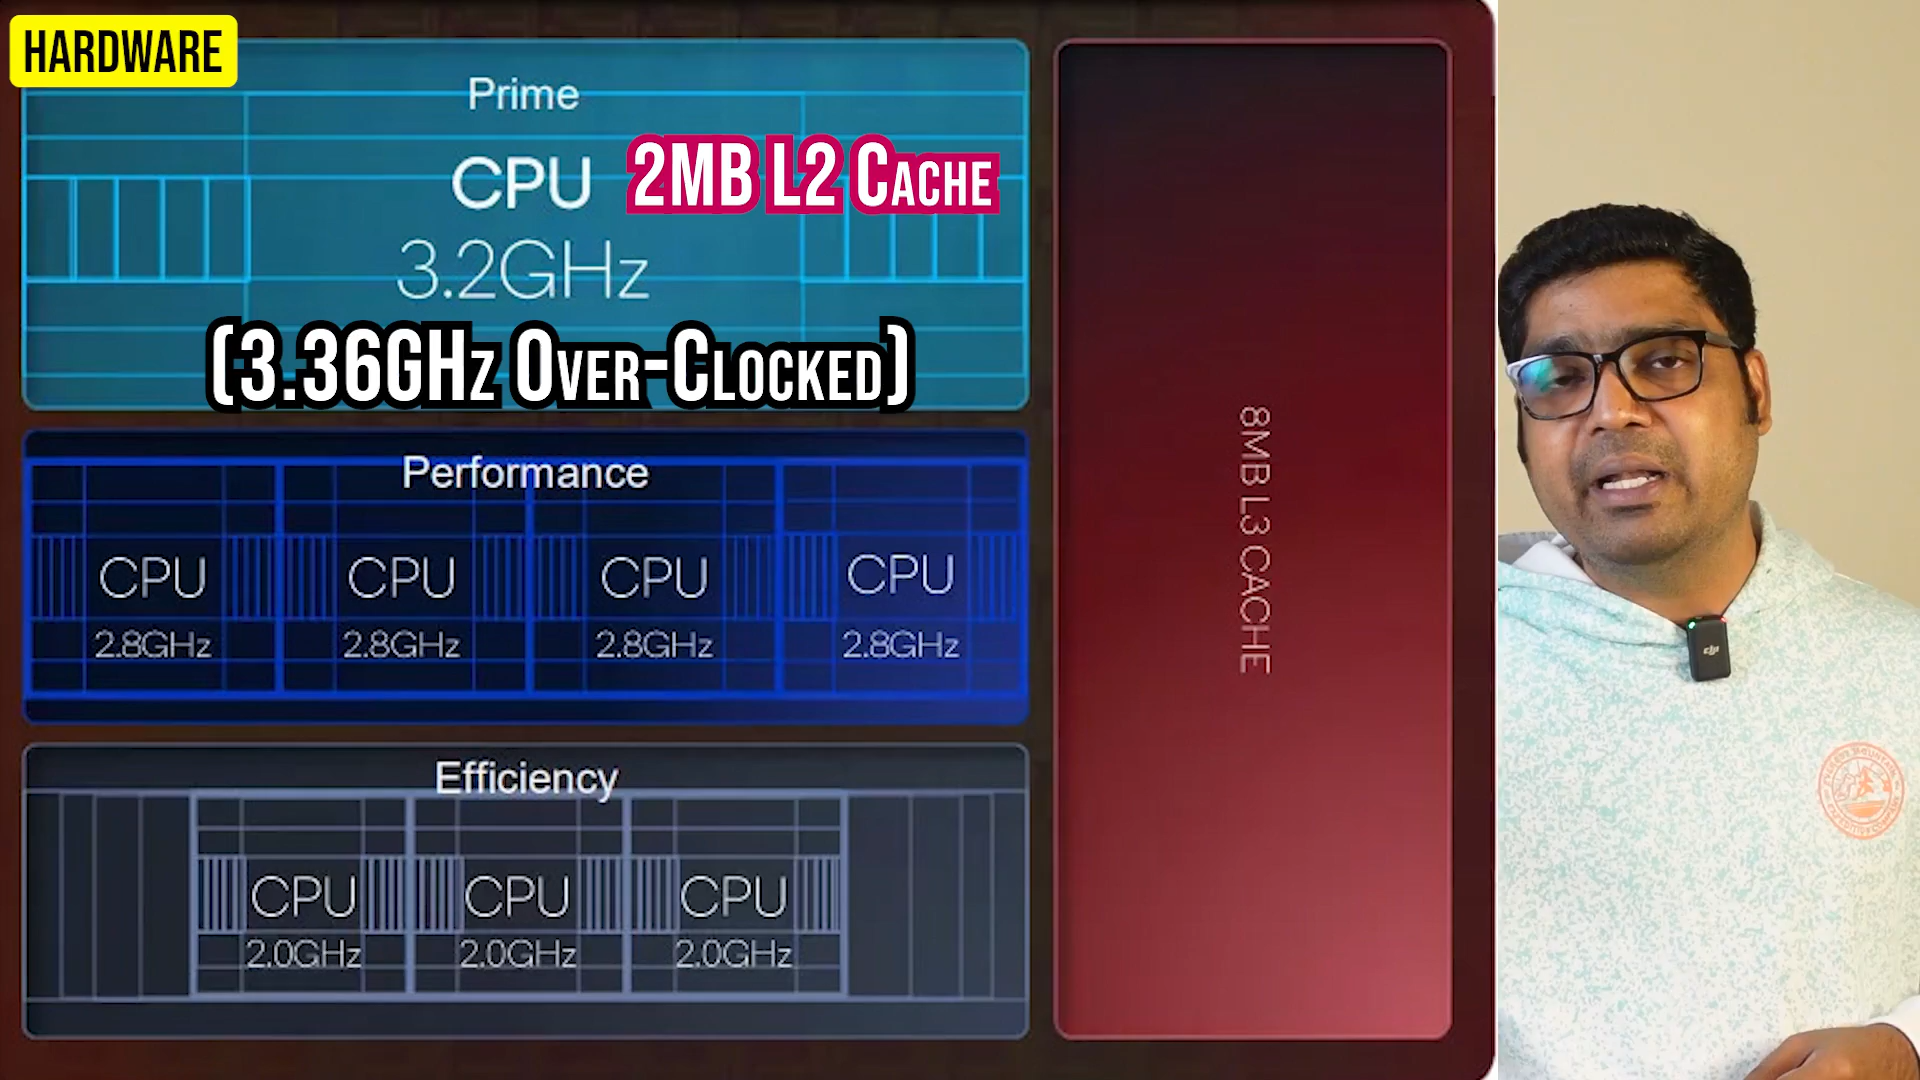 HARDWARE
Prime
CPU
2MB L2 Cache
3.2GHz
(3.36GHz Over-Clocked)
Performance
CPU
2.8GHz
CPU
2.8GHz
CPU
2.8GHz
CPU
2.8GHz
Efficiency
CPU
2.0GHz
CPU
2.0GHz
CPU
2.0GHz
8MB L3 CACHE
dji